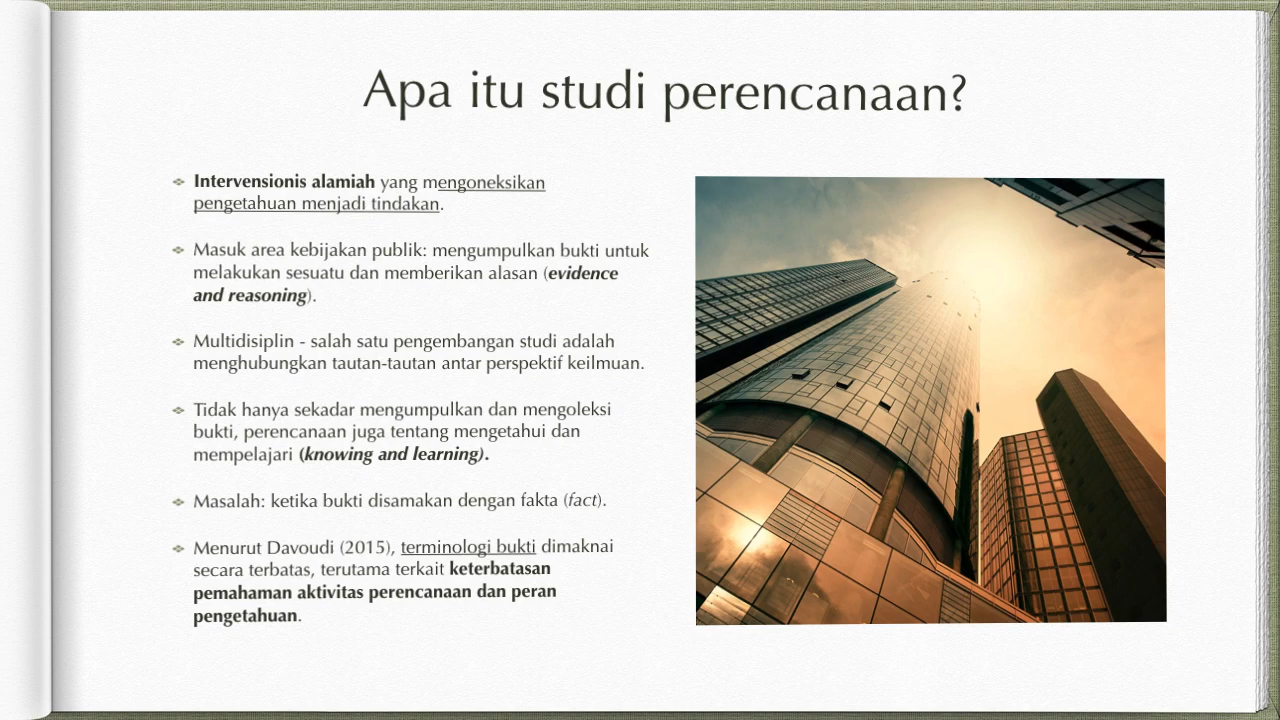 Apa itu studi perencanaan?
Intervensionis alamiah yang mengoneksikan
pengetahuan menjadi tindakan.
Masuk area kebijakan publik: mengumpulkan bukti untuk
melakukan sesuatu dan memberikan alasan (evidence
and reasoning).
Multidisiplin - salah satu pengembangan studi adalah
menghubungkan tautan-tautan antar perspektif keilmuan.
Tidak hanya sekadar mengumpulkan dan mengoleksi
bukti, perencanaan juga tentang mengetahui dan
mempelajari (knowing and learning).
Masalah: ketika bukti disamakan dengan fakta (fact).
Menurut Davoudi (2015), terminologi bukti dimaknai
secara terbatas, terutama terkait keterbatasan
pemahaman aktivitas perencanaan dan peran
pengetahuan.